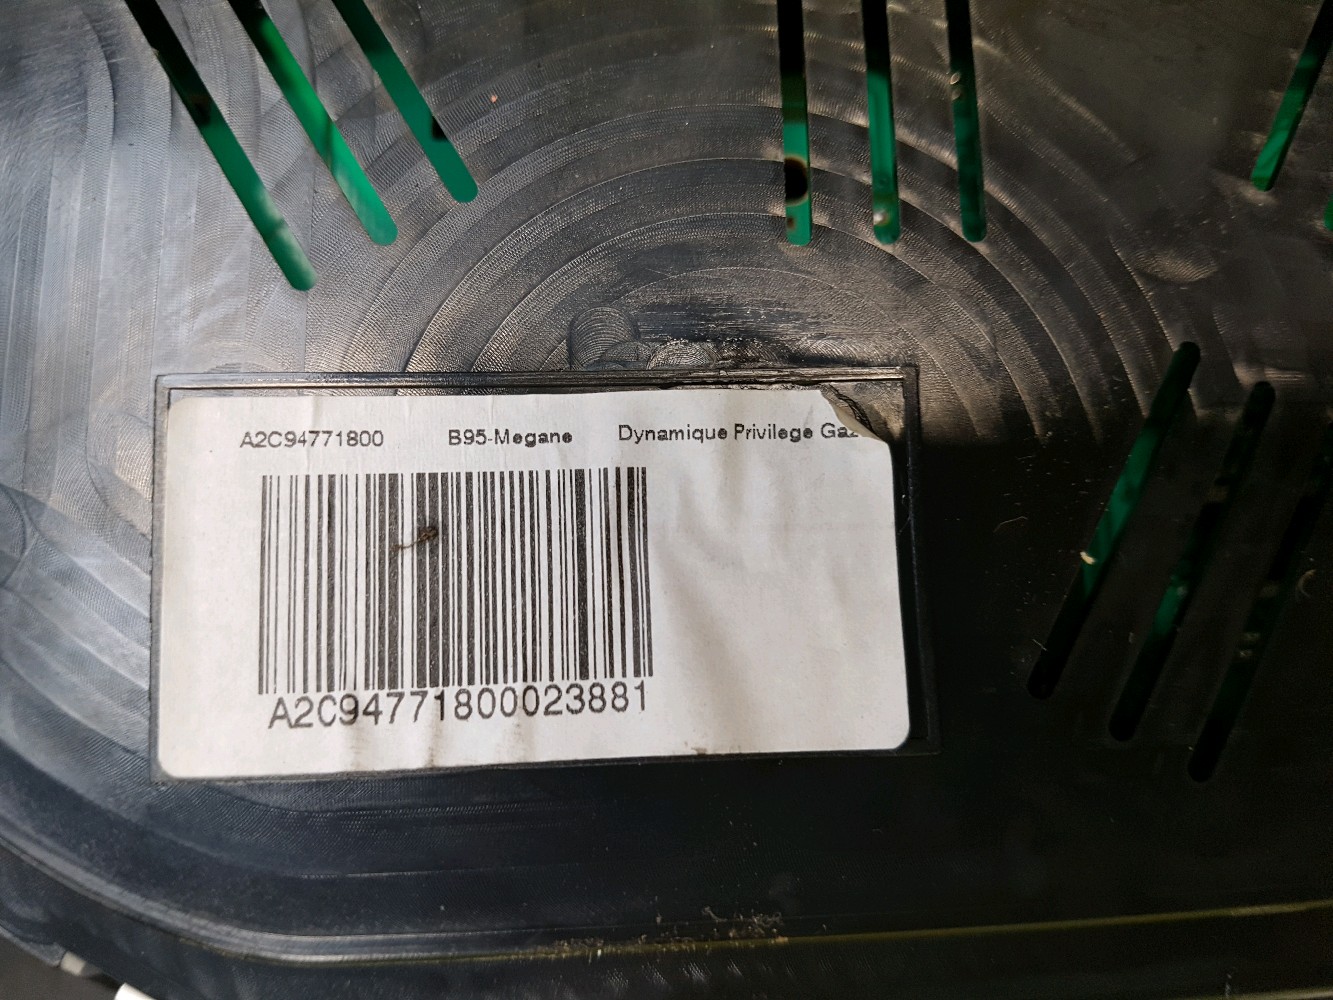 A2C94771800 B95-Megane Dynamique Privilege
A2C94771800023881